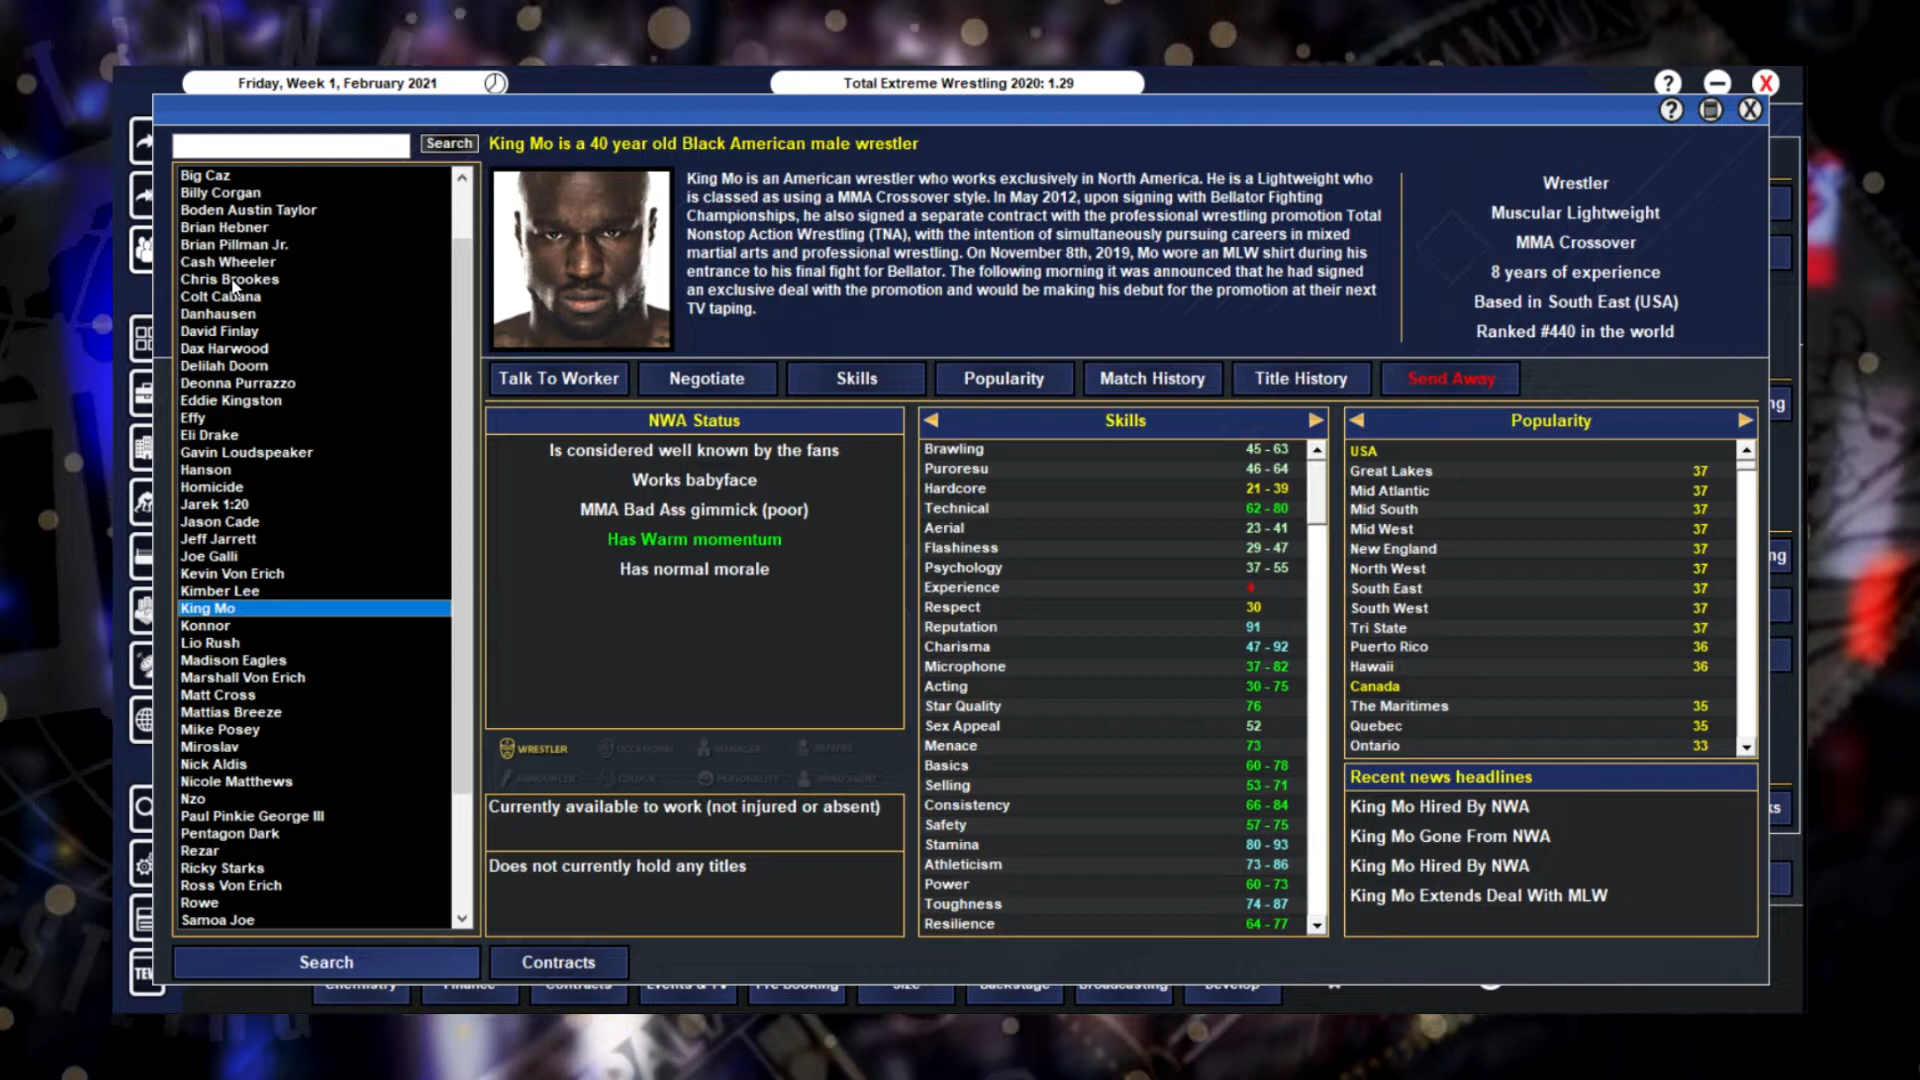 Friday, Week 1, February 2021
Total Extreme Wrestling 2020: 1.29
? − X
? X
Search
King Mo is a 40 year old Black American male wrestler
Big Caz
Billy Corgan
Boden Austin Taylor
Brian Hebner
Brian Pillman Jr.
Cash Wheeler
Chris Brookes
Colt Cabana
Danhausen
David Finlay
Dax Harwood
Delilah Doom
Deonna Purrazzo
Eddie Kingston
Effy
Eli Drake
Gavin Loudspeaker
Hanson
Homicide
Jarek 1:20
Jason Cade
Jeff Jarrett
Joe Galli
Kevin Von Erich
Kimber Lee
King Mo
Konnor
Lio Rush
Madison Eagles
Marshall Von Erich
Matt Cross
Mattias Breeze
Mike Posey
Miroslav
Nick Aldis
Nicole Matthews
Nzo
Paul Pinkie George III
Pentagon Dark
Rezar
Ricky Starks
Ross Von Erich
Rowe
Samoa Joe
Search
King Mo is an American wrestler who works exclusively in North America. He is a Lightweight who
is classed as using a MMA Crossover style. In May 2012, upon signing with Bellator Fighting
Championships, he also signed a separate contract with the professional wrestling promotion Total
Nonstop Action Wrestling (TNA), with the intention of simultaneously pursuing careers in mixed
martial arts and professional wrestling. On November 8th, 2019, Mo wore an MLW shirt during his
entrance to his final fight for Bellator. The following morning it was announced that he had signed
an exclusive deal with the promotion and would be making his debut for the promotion at their next
TV taping.
Wrestler
Muscular Lightweight
MMA Crossover
8 years of experience
Based in South East (USA)
Ranked #440 in the world
Talk To Worker
Negotiate
Skills
Popularity
Match History
Title History
Send Away
NWA Status
Is considered well known by the fans
Works babyface
MMA Bad Ass gimmick (poor)
Has Warm momentum
Has normal morale
WRESTLER OCCASIONAL MANAGER REFEREE
ANNOUNCER COLOUR PERSONALITY ROAD AGENT
Currently available to work (not injured or absent)
Does not currently hold any titles
Contracts
Skills
Brawling 45 - 63
Puroresu 46 - 64
Hardcore 21 - 39
Technical 62 - 80
Aerial 23 - 41
Flashiness 29 - 47
Psychology 37 - 55
Experience 4
Respect 30
Reputation 91
Charisma 47 - 92
Microphone 37 - 82
Acting 30 - 75
Star Quality 76
Sex Appeal 52
Menace 73
Basics 60 - 78
Selling 53 - 71
Consistency 66 - 84
Safety 57 - 75
Stamina 80 - 93
Athleticism 73 - 86
Power 60 - 73
Toughness 74 - 87
Resilience 64 - 77
Popularity
USA
Great Lakes 37
Mid Atlantic 37
Mid South 37
Mid West 37
New England 37
North West 37
South East 37
South West 37
Tri State 37
Puerto Rico 36
Hawaii 36
Canada
The Maritimes 35
Quebec 35
Ontario 33
Recent news headlines
King Mo Hired By NWA
King Mo Gone From NWA
King Mo Hired By NWA
King Mo Extends Deal With MLW
Chemistry
Finance
Contracts
Events & TV
Pre Booking
Size
Backstage
Broadcasting
Develop